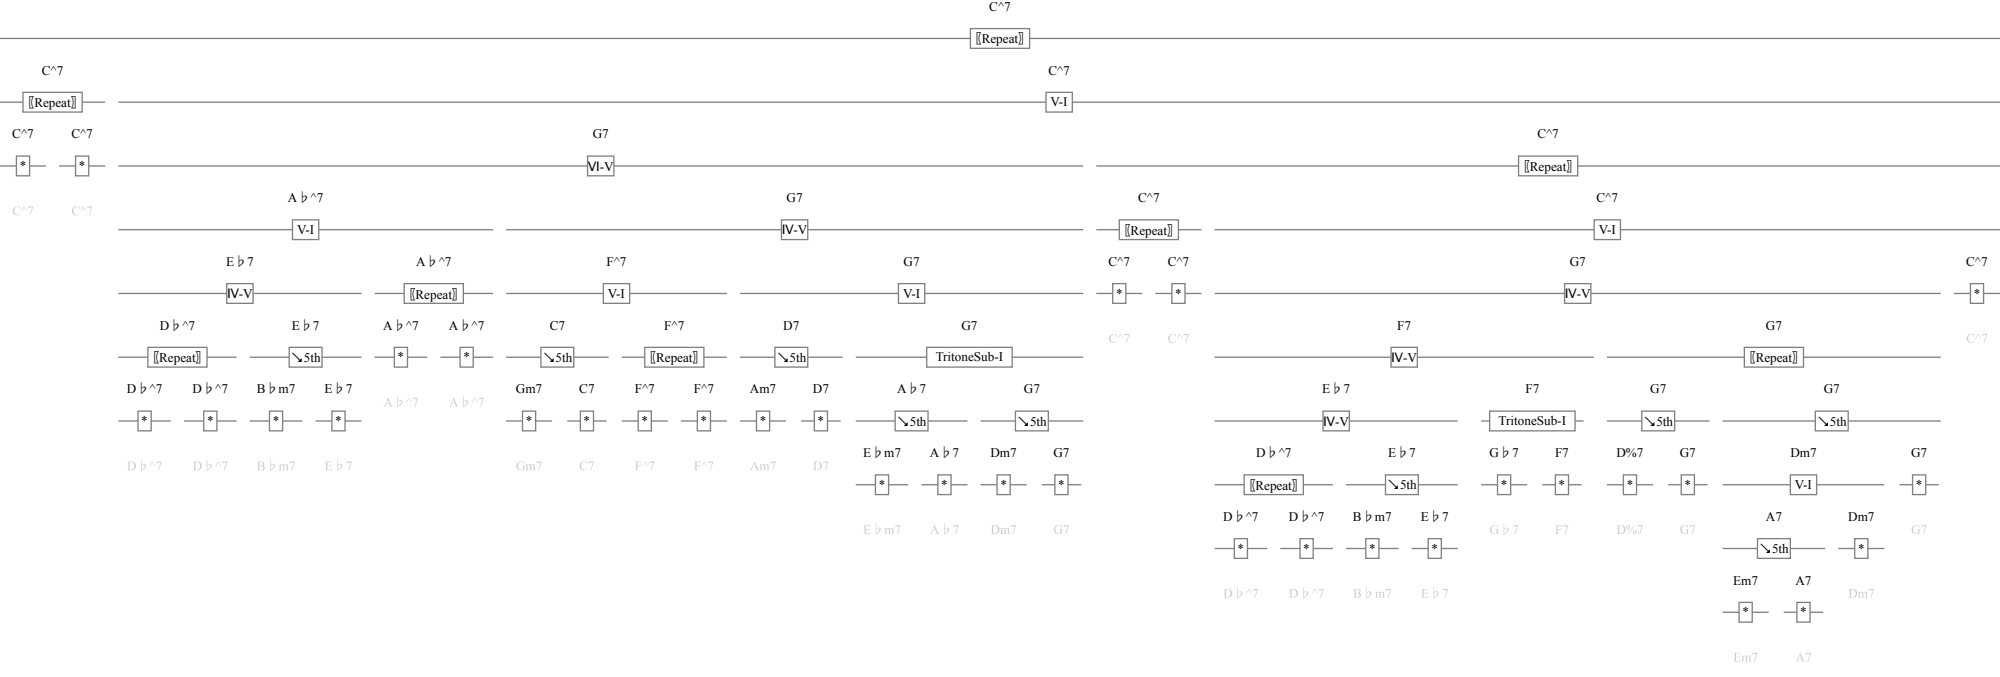 C^7
⟦Repeat⟧
C^7 C^7
⟦Repeat⟧ V-I
C^7 C^7 G7 C^7
* * Ⅵ-V ⟦Repeat⟧
C^7 C^7 A♭^7 G7 C^7 C^7
V-I Ⅳ-V ⟦Repeat⟧ V-I
E♭7 A♭^7 F^7 G7 C^7 C^7 G7 C^7
Ⅳ-V ⟦Repeat⟧ V-I V-I * * Ⅳ-V *
D♭^7 E♭7 A♭^7 A♭^7 C7 F^7 D7 G7 C^7 C^7 F7 G7 C^7
⟦Repeat⟧ ↘5th * * ↘5th ⟦Repeat⟧ ↘5th TritoneSub-I Ⅳ-V ⟦Repeat⟧
D♭^7 D♭^7 B♭m7 E♭7 A♭^7 A♭^7 Gm7 C7 F^7 F^7 Am7 D7 A♭7 G7 E♭7 F7 G7 G7
* * * * * * * * * * ↘5th ↘5th Ⅳ-V TritoneSub-I ↘5th ↘5th
D♭^7 D♭^7 B♭m7 E♭7 Gm7 C7 F^7 F^7 Am7 D7 E♭m7 A♭7 Dm7 G7 D♭^7 E♭7 G♭7 F7 D%7 G7 Dm7 G7
* * * * ⟦Repeat⟧ ↘5th * * * * V-I *
E♭m7 A♭7 Dm7 G7 D♭^7 D♭^7 B♭m7 E♭7 G♭7 F7 D%7 G7 A7 Dm7 G7
* * * * ↘5th *
D♭^7 D♭^7 B♭m7 E♭7 Em7 A7 Dm7
* *
Em7 A7